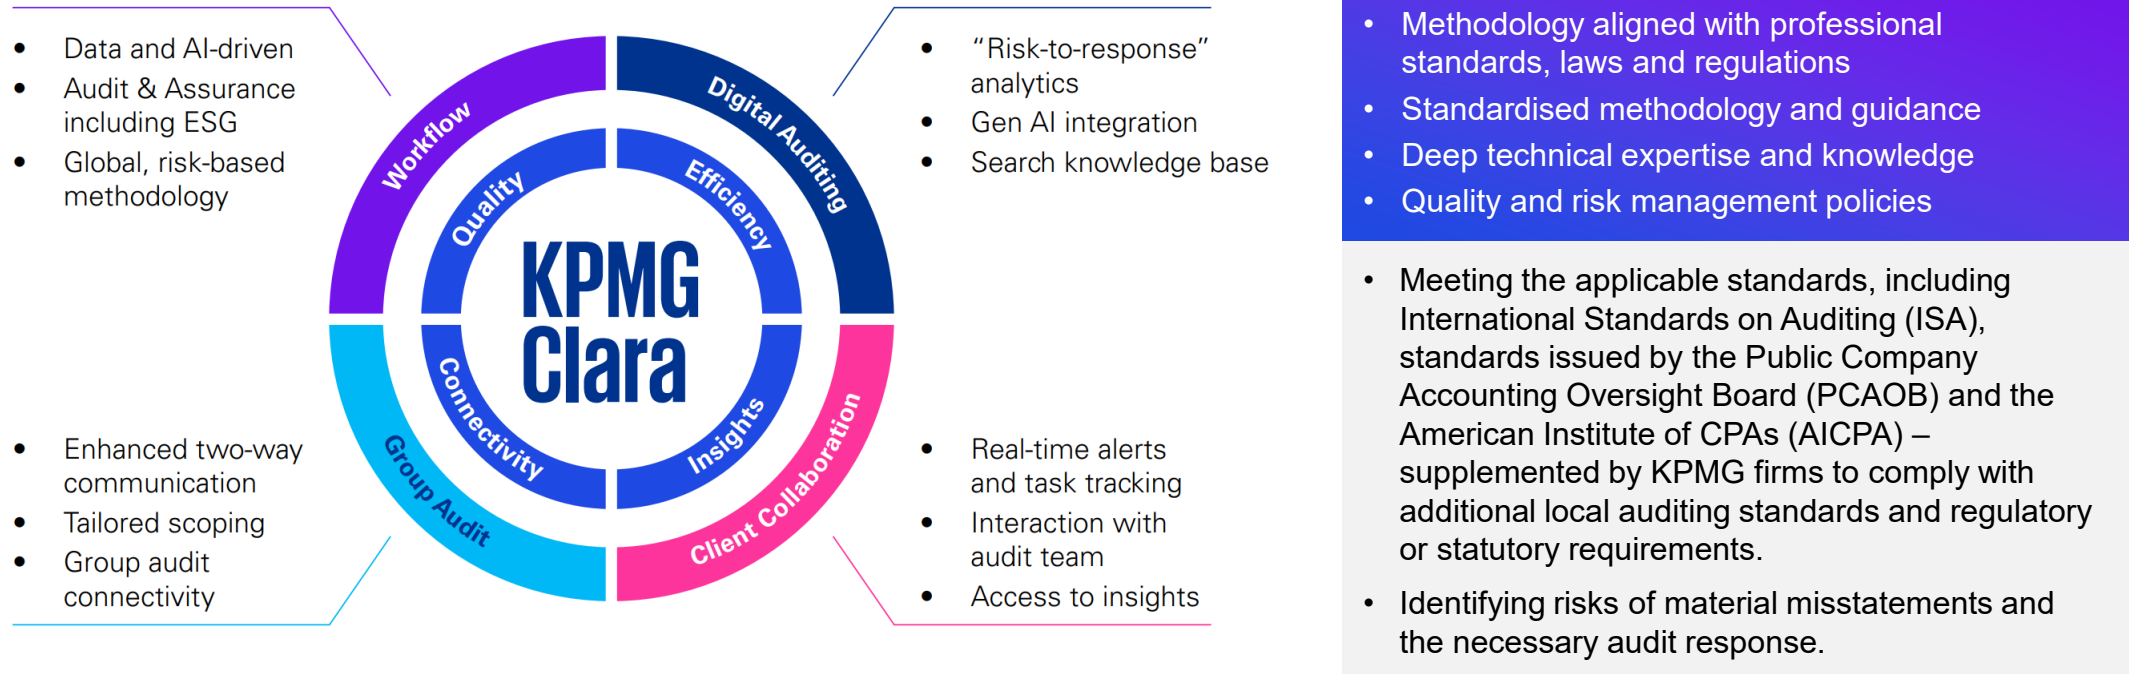 • Data and AI-driven
• Audit & Assurance
including ESG
• Global, risk-based
methodology
• “Risk-to-response”
analytics
• Gen AI integration
• Search knowledge base
Workflow
Digital Auditing
Quality
Efficiency
KPMG
Clara
Connectivity
Insights
Group Audit
Client Collaboration
• Enhanced two-way
communication
• Tailored scoping
• Group audit
connectivity
• Real-time alerts
and task tracking
• Interaction with
audit team
• Access to insights
• Methodology aligned with professional
standards, laws and regulations
• Standardised methodology and guidance
• Deep technical expertise and knowledge
• Quality and risk management policies
• Meeting the applicable standards, including
International Standards on Auditing (ISA),
standards issued by the Public Company
Accounting Oversight Board (PCAOB) and the
American Institute of CPAs (AICPA) –
supplemented by KPMG firms to comply with
additional local auditing standards and regulatory
or statutory requirements.
• Identifying risks of material misstatements and
the necessary audit response.